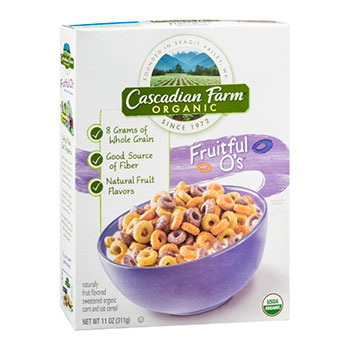 FOUNDED IN SKAGIT VALLEY, WA
Cascadian Farm
ORGANIC
SINCE 1972
8 Grams of
Whole Grain
Good Source
of Fiber
Natural Fruit
Flavors
Fruitful
O's
naturally
fruit flavored
sweetened organic
corn and oat cereal
NET WT 11 OZ (311g)
USDA
ORGANIC